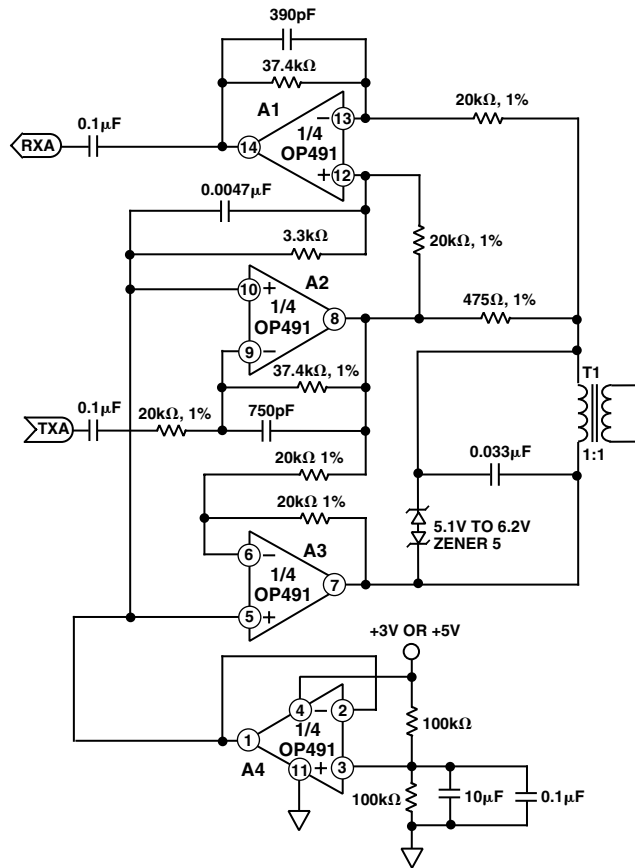 390pF
37.4kΩ
A1
20kΩ, 1%
0.1µF
− 13
RXA
14
1/4
OP491
+ 12
0.0047µF
3.3kΩ
20kΩ, 1%
A2
10 +
1/4
OP491
8
475Ω, 1%
9 −
37.4kΩ, 1%
T1
0.1µF
20kΩ, 1%
TXA
750pF
1:1
0.033µF
20kΩ 1%
20kΩ 1%
5.1V TO 6.2V
ZENER 5
A3
6 −
1/4
OP491
7
5 +
+3V OR +5V
4 − 2
1/4
OP491
1
100kΩ
A4
11 + 3
100kΩ
10µF
0.1µF